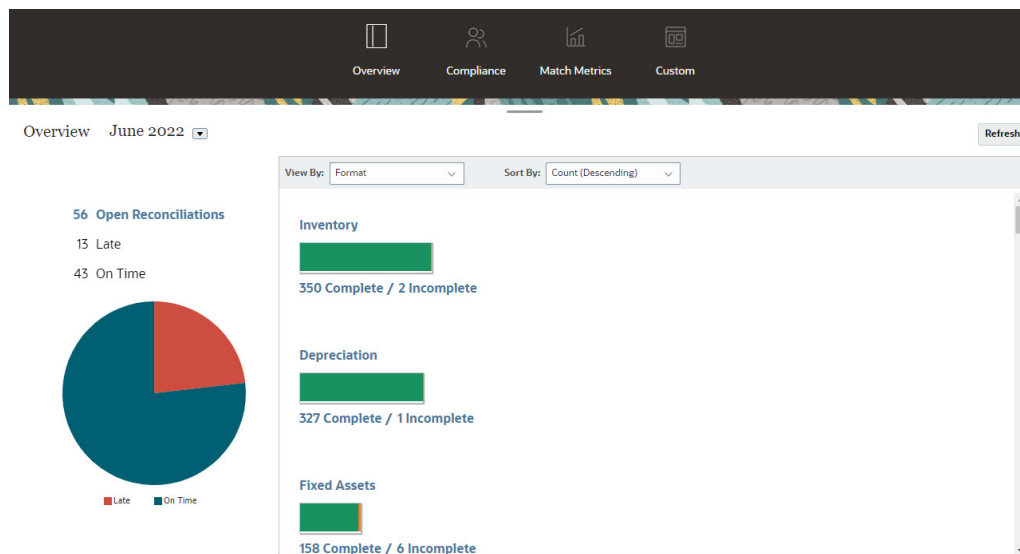 Overview Compliance Match Metrics Custom
Overview June 2022
Refresh
View By: Format Sort By: Count (Descending)
56 Open Reconciliations
13 Late
43 On Time
Late On Time
Inventory
350 Complete / 2 Incomplete
Depreciation
327 Complete / 1 Incomplete
Fixed Assets
158 Complete / 6 Incomplete